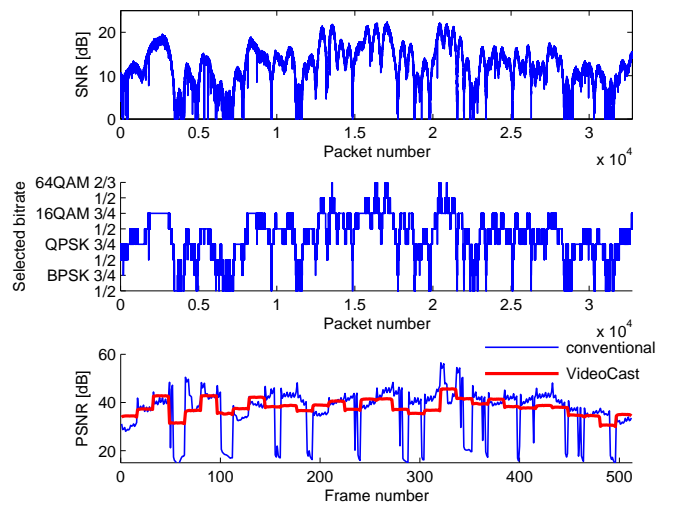 SNR [dB]
20
10
0
0 0.5 1 1.5 2 2.5 3
Packet number
x 10^4
Selected bitrate
64QAM 2/3
1/2
16QAM 3/4
1/2
QPSK 3/4
1/2
BPSK 3/4
1/2
0 0.5 1 1.5 2 2.5 3
Packet number
x 10^4
conventional
VideoCast
PSNR [dB]
60
40
20
0 100 200 300 400 500
Frame number